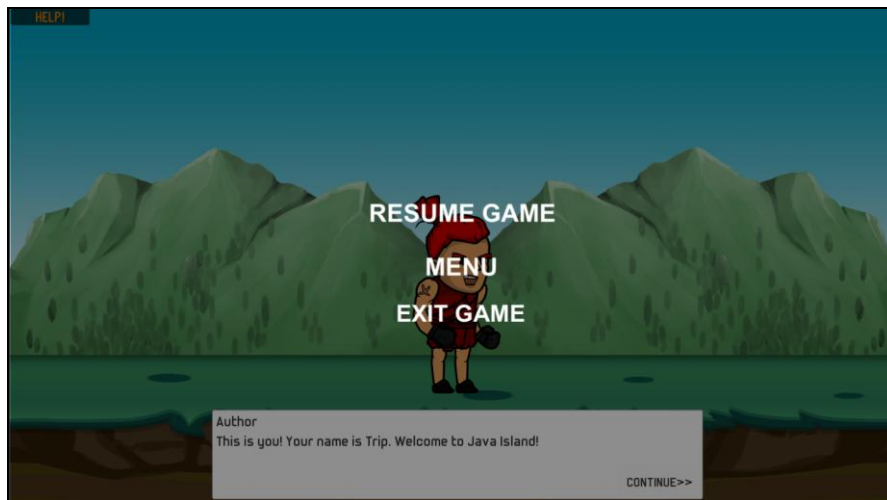 HELP!
RESUME GAME
MENU
EXIT GAME
Author
This is you! Your name is Trip. Welcome to Java Island!
CONTINUE>>